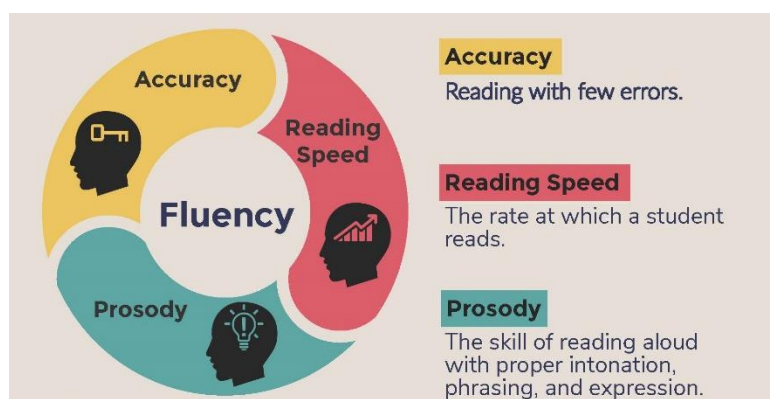 Accuracy
Reading
Speed
Fluency
Prosody
Accuracy
Reading with few errors.
Reading Speed
The rate at which a student
reads.
Prosody
The skill of reading aloud
with proper intonation,
phrasing, and expression.